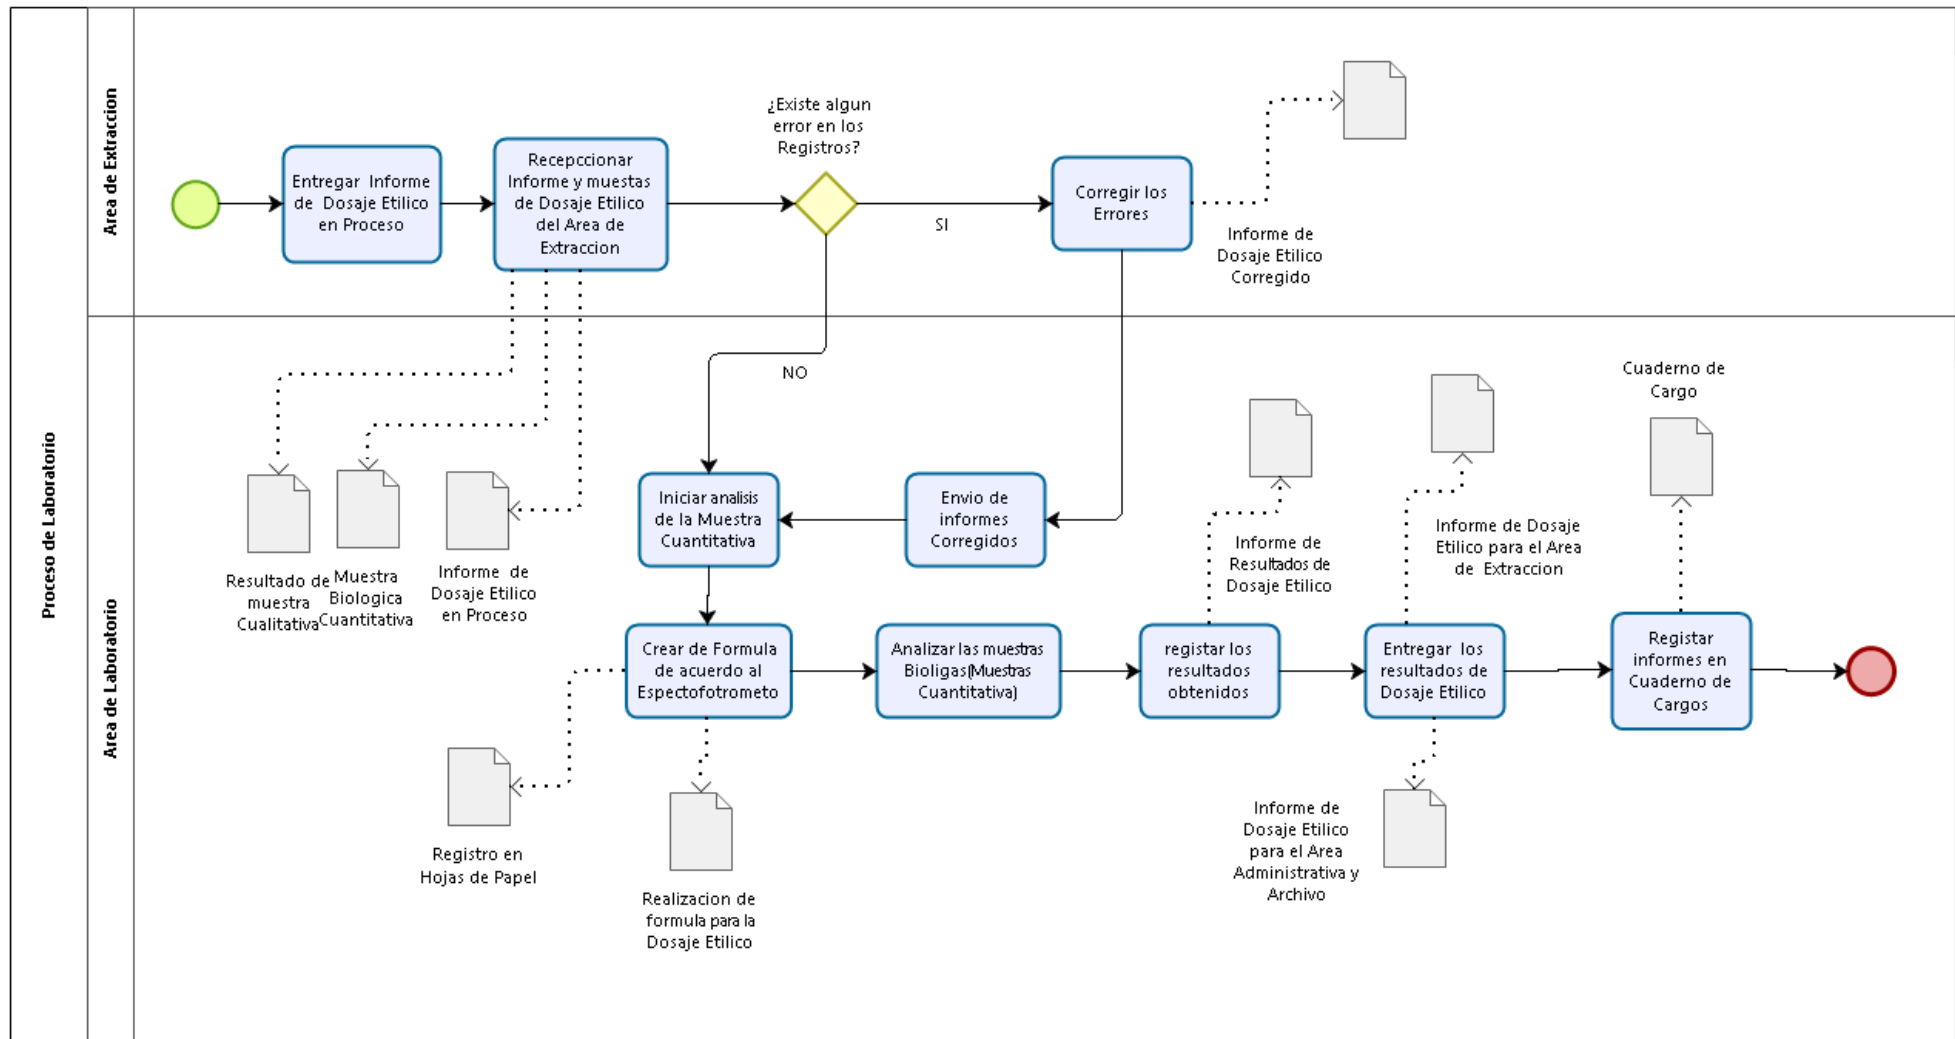 Proceso de Laboratorio
Area de Extraccion
Entregar Informe
de Dosaje Etilico
en Proceso
Recepccionar
Informe y muestas
de Dosaje Etilico
del Area de
Extraccion
¿Existe algun
error en los
Registros?
SI
Corregir los
Errores
Informe de
Dosaje Etilico
Corregido
Area de Laboratorio
NO
Resultado de
muestra
Cualitativa
Muestra
Biologica
Cuantitativa
Informe de
Dosaje Etilico
en Proceso
Iniciar analisis
de la Muestra
Cuantitativa
Envio de
informes
Corregidos
Informe de
Resultados de
Dosaje Etilico
Informe de Dosaje
Etilico para el Area
de Extraccion
Cuaderno de
Cargo
Crear de Formula
de acuerdo al
Espectofotrometo
Analizar las muestras
Bioligas(Muestras
Cuantitativa)
registar los
resultados
obtenidos
Entregar los
resultados de
Dosaje Etilico
Registar
informes en
Cuaderno de
Cargos
Registro en
Hojas de Papel
Realizacion de
formula para la
Dosaje Etilico
Informe de
Dosaje Etilico
para el Area
Administrativa y
Archivo